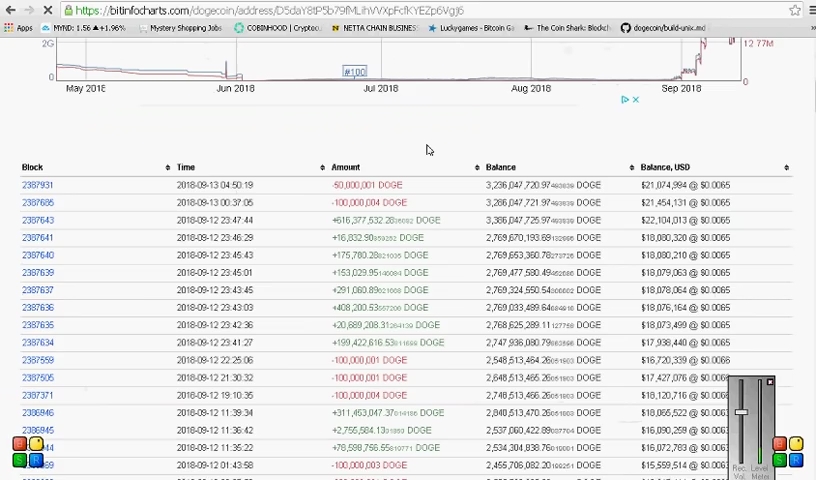 https://bitinfocharts.com/dogecoin/address/D5daY8tP5b79fMLihVVXpFcfKYEZp6Vgj6
Apps MYND: 1.56 ▲+1.96% Mystery Shopping Jobs COBINHOOD | Cryptoc. NETTA CHAIN BUSINES Luckygames - Bitcoin Ga The Coin Shark: Blockch dogecoin/build-unix.md
2G 12.77M
#100
0 0
May 2018 Jun 2018 Jul 2018 Aug 2018 Sep 2018
Block Time Amount Balance Balance, USD
2387931 2018-09-13 04:50:19 -50,000,001 DOGE 3,236,047,720.97 DOGE $21,074,994 @ $0.0065
2387685 2018-09-13 00:37:05 -100,000,004 DOGE 3,286,047,721.97 DOGE $21,454,131 @ $0.0065
2387643 2018-09-12 23:47:44 +616,377,532.28 DOGE 3,386,047,725.97 DOGE $22,104,013 @ $0.0065
2387641 2018-09-12 23:46:29 +16,832.90 DOGE 2,769,670,193.69 DOGE $18,080,320 @ $0.0065
2387640 2018-09-12 23:45:43 +175,780.28 DOGE 2,769,653,360.78 DOGE $18,080,210 @ $0.0065
2387639 2018-09-12 23:45:01 +153,029.95 DOGE 2,769,477,580.49 DOGE $18,079,063 @ $0.0065
2387637 2018-09-12 23:43:45 +291,060.89 DOGE 2,769,324,550.54 DOGE $18,078,064 @ $0.0065
2387636 2018-09-12 23:43:03 +408,200.53 DOGE 2,769,033,489.64 DOGE $18,076,164 @ $0.0065
2387635 2018-09-12 23:42:36 +20,689,208.31 DOGE 2,768,625,289.11 DOGE $18,073,499 @ $0.0065
2387634 2018-09-12 23:41:27 +199,422,616.53 DOGE 2,747,936,080.79 DOGE $17,938,440 @ $0.0065
2387559 2018-09-12 22:25:06 -100,000,001 DOGE 2,548,513,464.26 DOGE $16,720,339 @ $0.0066
2387505 2018-09-12 21:30:32 -100,000,001 DOGE 2,648,513,465.26 DOGE $17,427,076 @ $0.0066
2387371 2018-09-12 19:10:35 -100,000,001 DOGE 2,748,513,466.26 DOGE $18,120,716 @
2386946 2018-09-12 11:39:34 +311,453,047.37 DOGE 2,848,513,467.26 DOGE $18,065,522
2386945 2018-09-12 11:36:42 +2,755,584.13 DOGE 2,537,060,422.89 DOGE $16,090,259
44 2018-09-12 11:35:22 +78,598,756.55 DOGE 2,534,304,838.76 DOGE $16,072,783
69 2018-09-12 01:43:58 -100,000,003 DOGE 2,455,706,082.20 DOGE $15,559,514
B
S R
Rec. Vol. Level Meter